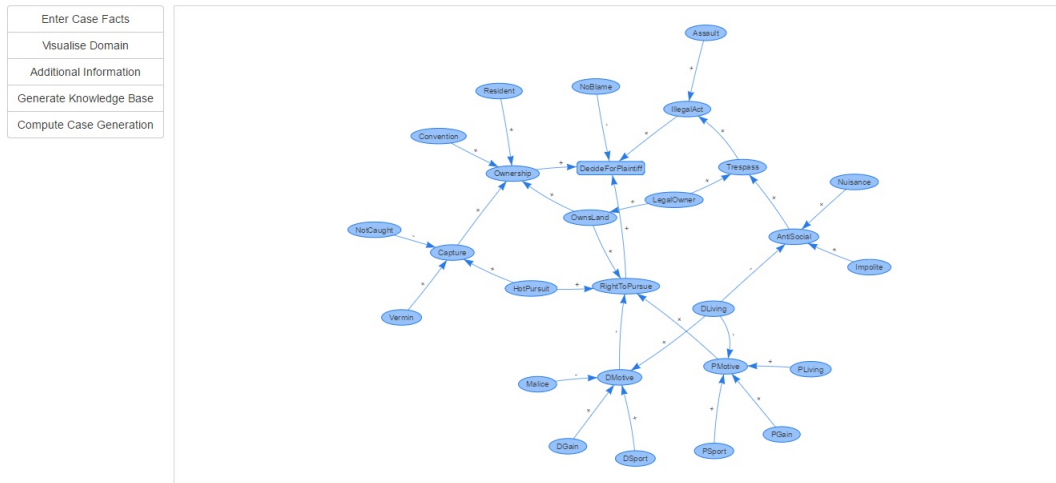 Enter Case Facts
Visualise Domain
Additional Information
Generate Knowledge Base
Compute Case Generation
Assault
+
Resident
NoBlame
IllegalAct
Convention
+
-
+
+
+
Ownership
+
DecideForPlaintiff
Trespass
Nuisance
+
+
LegalOwner
+
+
+
OwnsLand
+
NotCaught
-
+
+
AntiSocial
Capture
+
+
Impolite
+
+
HotPursuit
+
RightToPursue
-
Vermin
DLiving
+
-
-
+
PMotive
+
PLiving
Malice
-
DMotive
+
+
+
+
DGain
DSport
PSport
PGain